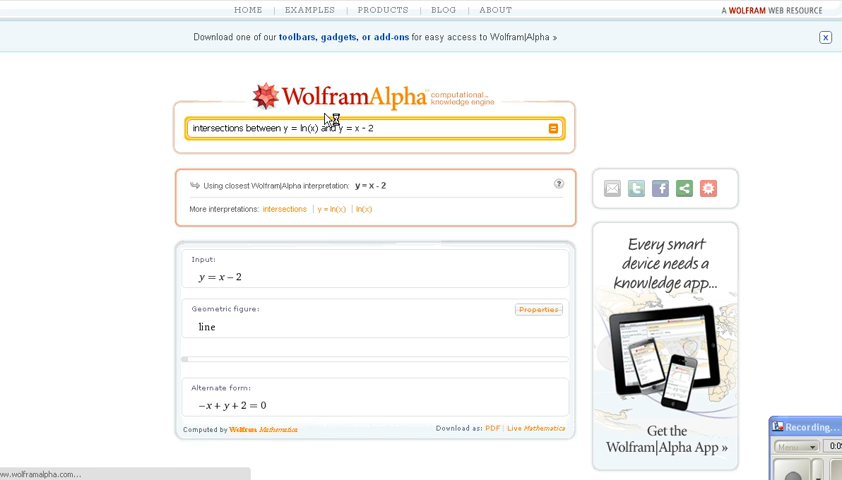 HOME | EXAMPLES | PRODUCTS | BLOG | ABOUT
A WOLFRAM WEB RESOURCE
Download one of our toolbars, gadgets, or add-ons for easy access to Wolfram|Alpha »
x
WolframAlpha computational...
knowledge engine
intersections between y = ln(x) and y = x - 2
=
Using closest Wolfram|Alpha interpretation: y = x - 2
?
More interpretations: intersections | y = ln(x) | ln(x)
Input:
y = x − 2
Geometric figure:
Properties
line
Alternate form:
−x + y + 2 = 0
Computed by Wolfram Mathematica
Download as: PDF | Live Mathematica
Every smart
device needs a
knowledge app...
Get the
Wolfram|Alpha App »
Recording...
Menu
www.wolframalpha.com...